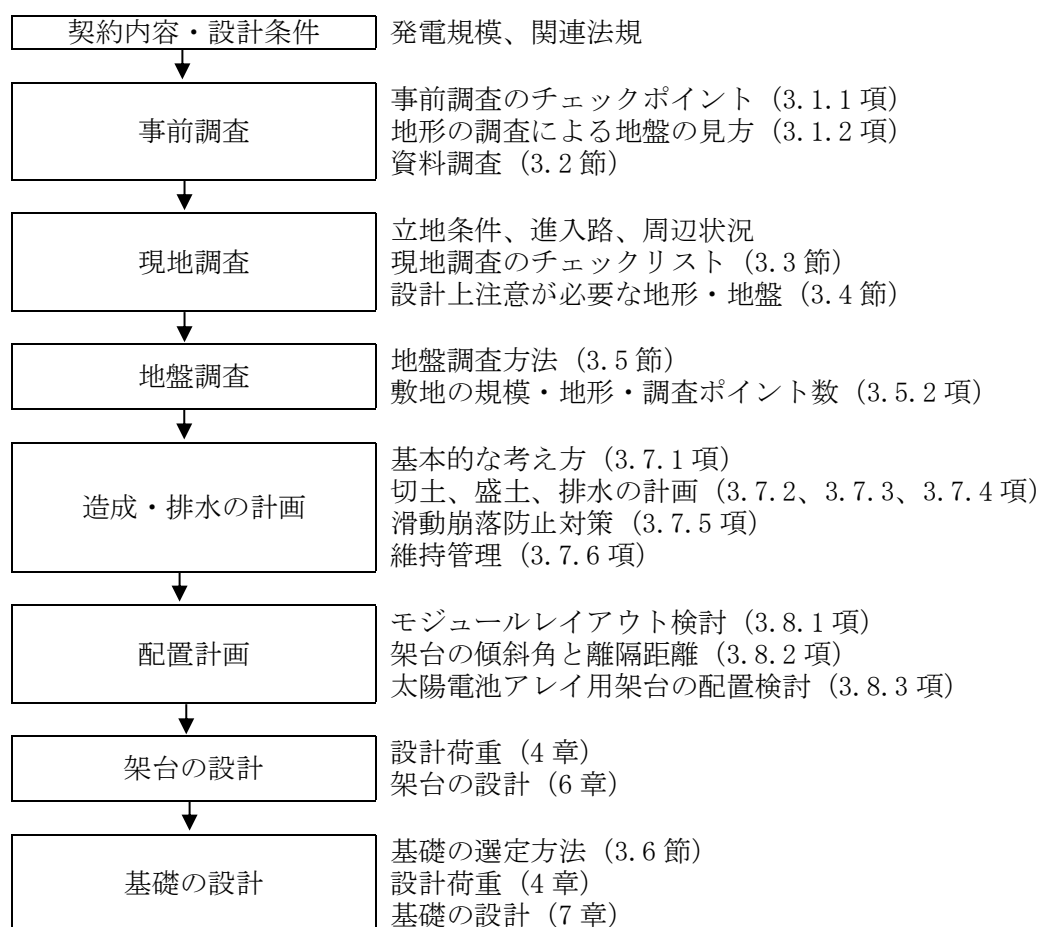 契約内容・設計条件 発電規模、関連法規
事前調査のチェックポイント (3.1.1 項)
事前調査 地形の調査による地盤の見方 (3.1.2 項)
資料調査 (3.2 節)
立地条件、進入路、周辺状況
現地調査 現地調査のチェックリスト (3.3 節)
設計上注意が必要な地形・地盤 (3.4 節)
地盤調査 地盤調査方法 (3.5 節)
敷地の規模・地形・調査ポイント数 (3.5.2 項)
基本的な考え方 (3.7.1 項)
造成・排水の計画 切土、盛土、排水の計画 (3.7.2、3.7.3、3.7.4 項)
滑動崩落防止対策 (3.7.5 項)
維持管理 (3.7.6 項)
モジュールレイアウト検討 (3.8.1 項)
配置計画 架台の傾斜角と離隔距離 (3.8.2 項)
太陽電池アレイ用架台の配置検討 (3.8.3 項)
架台の設計 設計荷重 (4 章)
架台の設計 (6 章)
基礎の選定方法 (3.6 節)
基礎の設計 設計荷重 (4 章)
基礎の設計 (7 章)